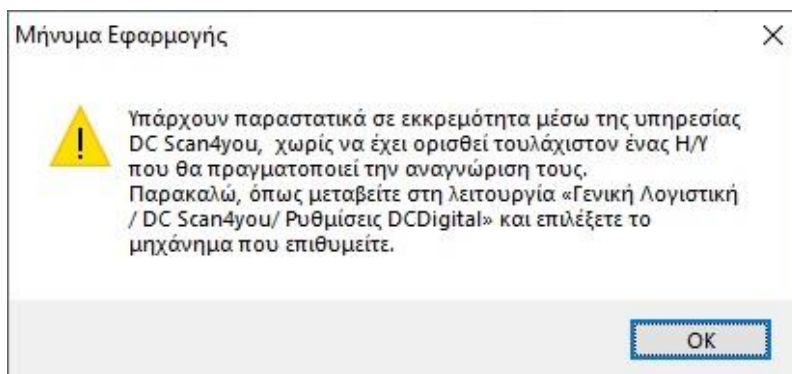 Μήνυμα Εφαρμογής
Υπάρχουν παραστατικά σε εκκρεμότητα μέσω της υπηρεσίας
DC Scan4you, χωρίς να έχει ορισθεί τουλάχιστον ένας Η/Υ
που θα πραγματοποιεί την αναγνώριση τους.
Παρακαλώ, όπως μεταβείτε στη λειτουργία «Γενική Λογιστική
/ DC Scan4you/ Ρυθμίσεις DCDigital» και επιλέξετε το
μηχάνημα που επιθυμείτε.
OK